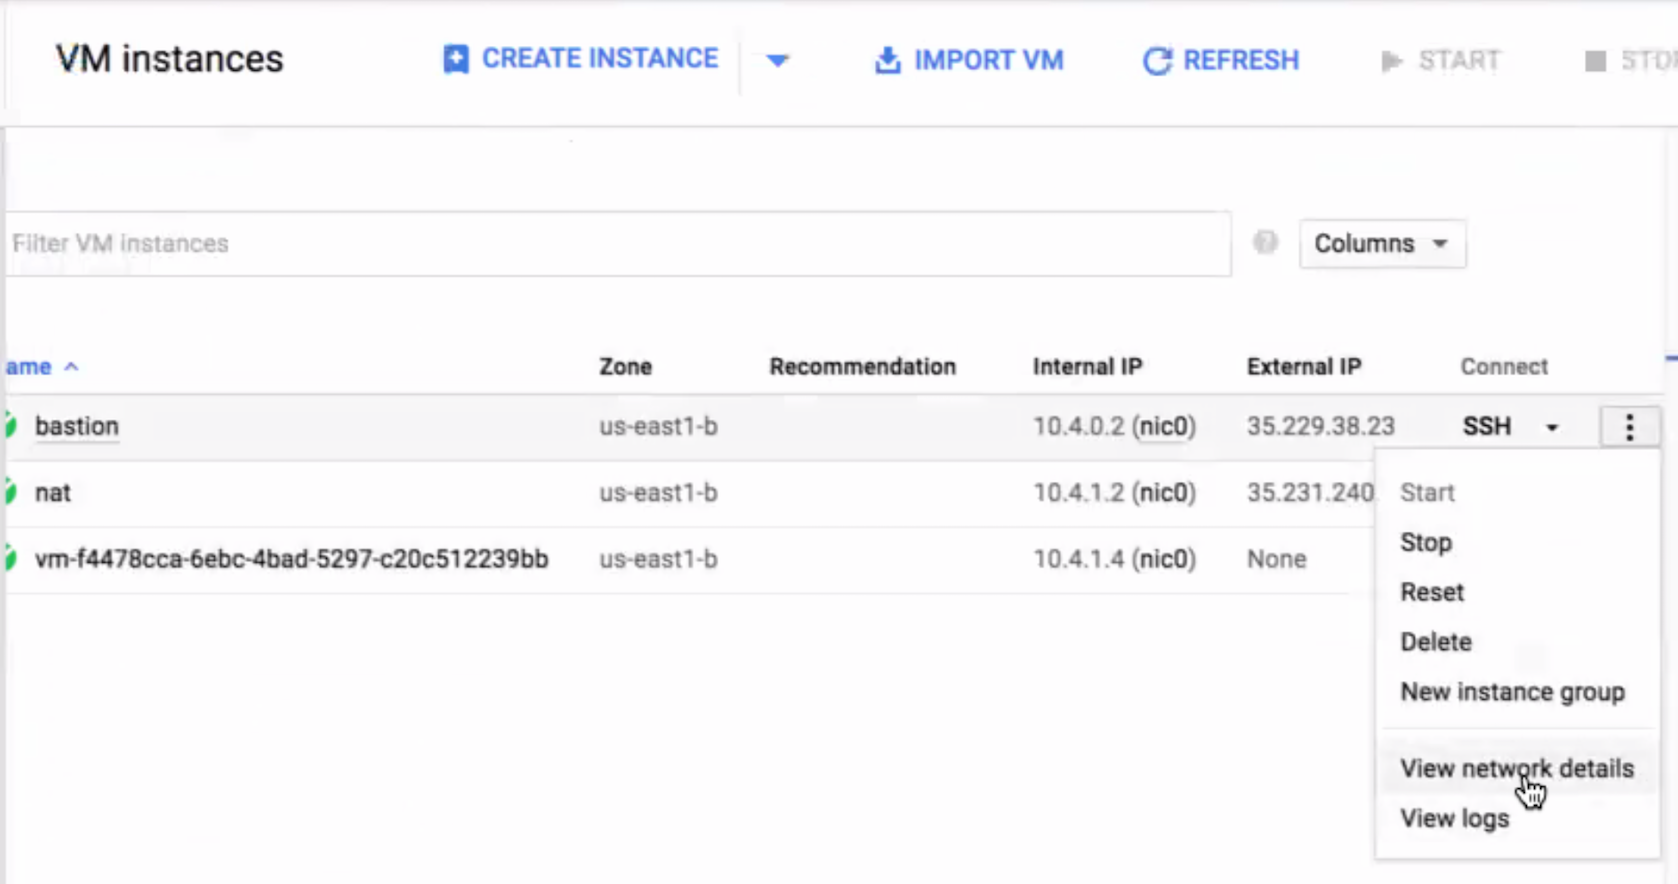 VM instances CREATE INSTANCE IMPORT VM REFRESH START
Filter VM instances Columns
ame Zone Recommendation Internal IP External IP Connect
bastion us-east1-b 10.4.0.2 (nic0) 35.229.38.23 SSH
nat us-east1-b 10.4.1.2 (nic0) 35.231.240
vm-f4478cca-6ebc-4bad-5297-c20c512239bb us-east1-b 10.4.1.4 (nic0) None
Start
Stop
Reset
Delete
New instance group
View network details
View logs